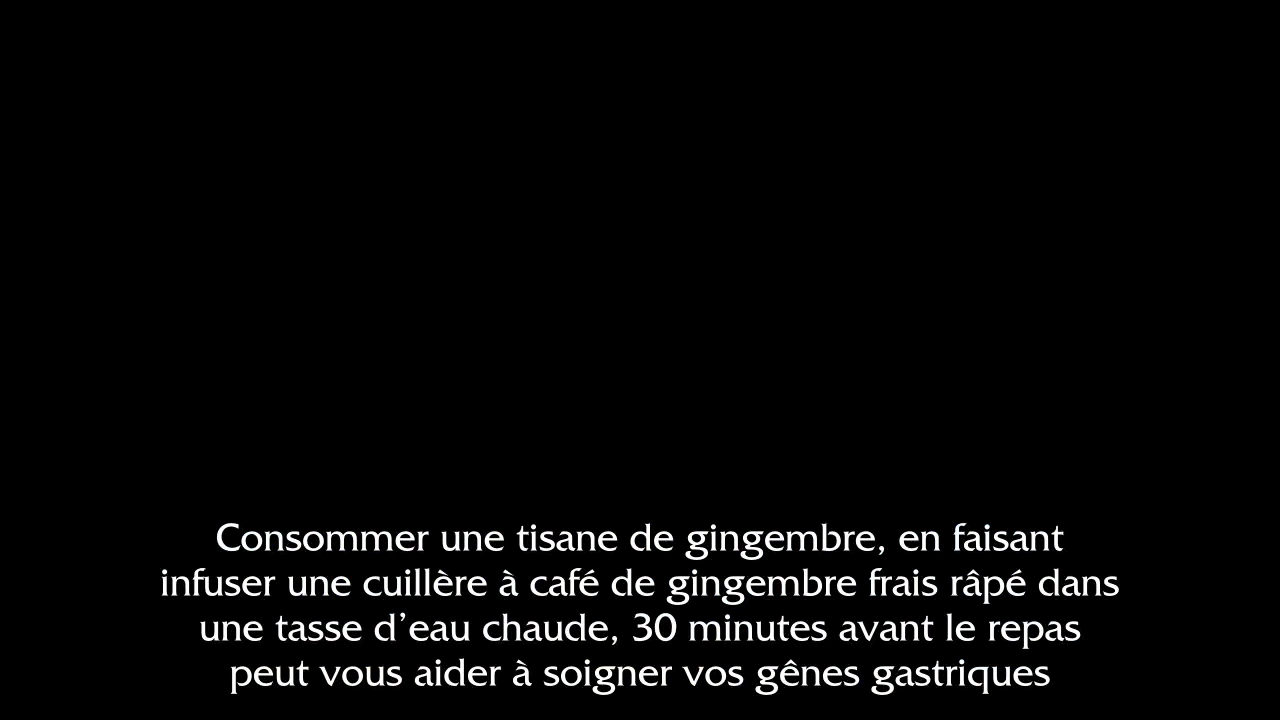 Consommer une tisane de gingembre, en faisant
infuser une cuillère à café de gingembre frais râpé dans
une tasse d’eau chaude, 30 minutes avant le repas
peut vous aider à soigner vos gênes gastriques